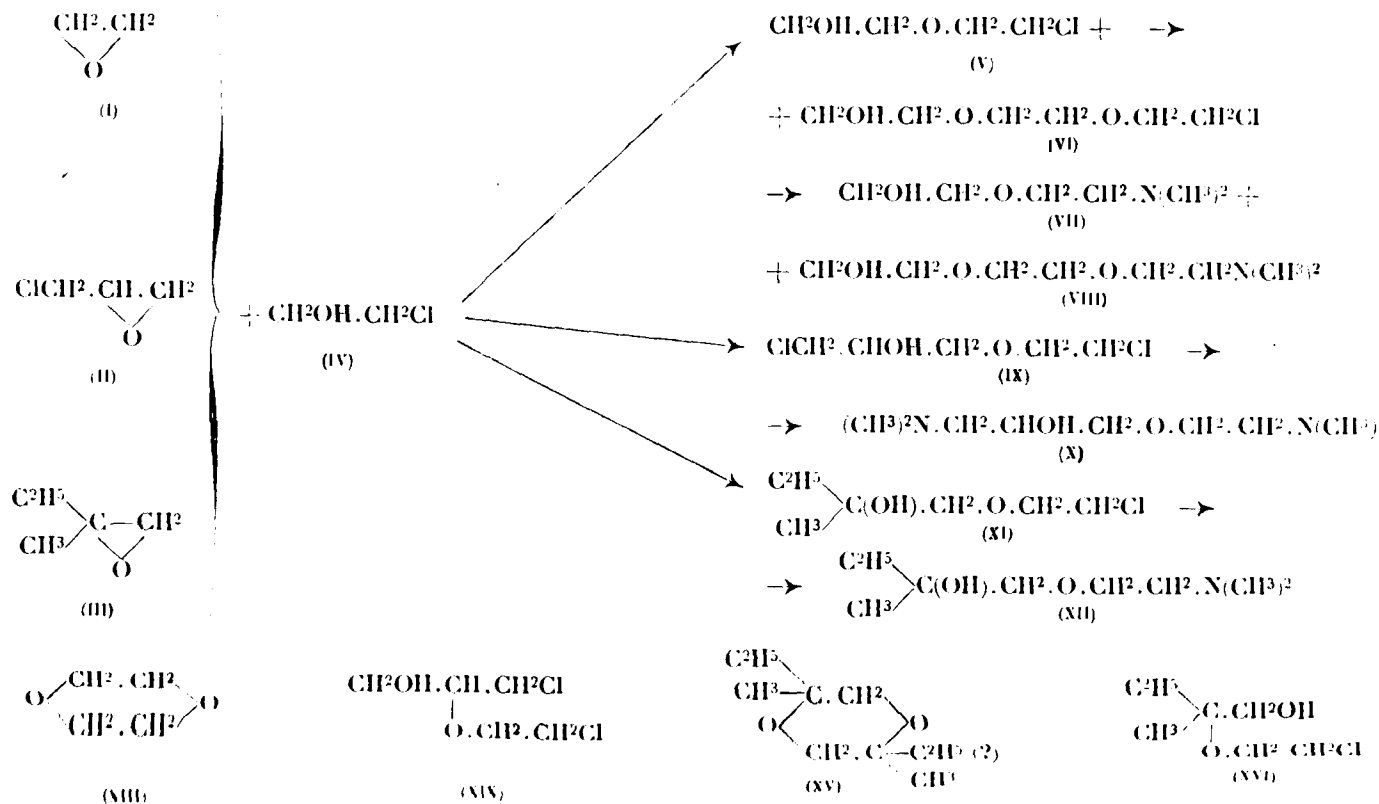 CH².CH²
O
(I)
ClCH².CH.CH²
O
(II)
C²H⁵
CH³
C—CH²
O
(III)
+ CH²OH.CH²Cl
(IV)
CH²OH.CH².O.CH².CH²Cl + →
(V)
+ CH²OH.CH².O.CH².CH².O.CH².CH²Cl
(VI)
→ CH²OH.CH².O.CH².CH².N(CH³)² +
(VII)
+ CH²OH.CH².O.CH².CH².O.CH².CH²N(CH³)²
(VIII)
ClCH².CHOH.CH².O.CH².CH²Cl →
(IX)
→ (CH³)²N.CH².CHOH.CH².O.CH².CH².N(CH³)
(X)
C²H⁵
C(OH).CH².O.CH².CH²Cl →
CH³
(XI)
C²H⁵
→ C(OH).CH².O.CH².CH².N(CH³)²
CH³
(XII)
CH².CH²
O O
CH².CH²
(XIII)
CH²OH.CH.CH²Cl
O.CH².CH²Cl
(XIX)
C²H⁵
CH³—C.CH²
O O
CH².C—C²H⁵ (?)
CH³
(XV)
C²H⁵
C.CH²OH
CH³
O.CH².CH²Cl
(XVI)